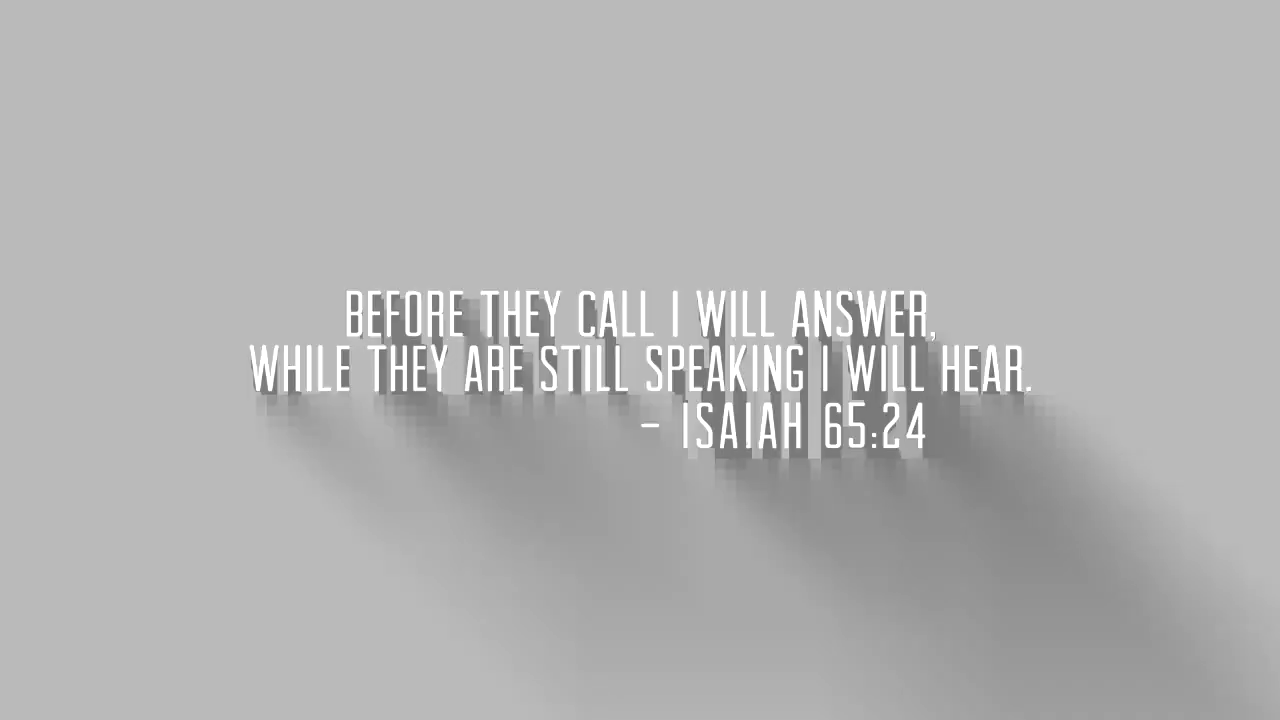 BEFORE THEY CALL I WILL ANSWER,
WHILE THEY ARE STILL SPEAKING I WILL HEAR.
– ISAIAH 65:24